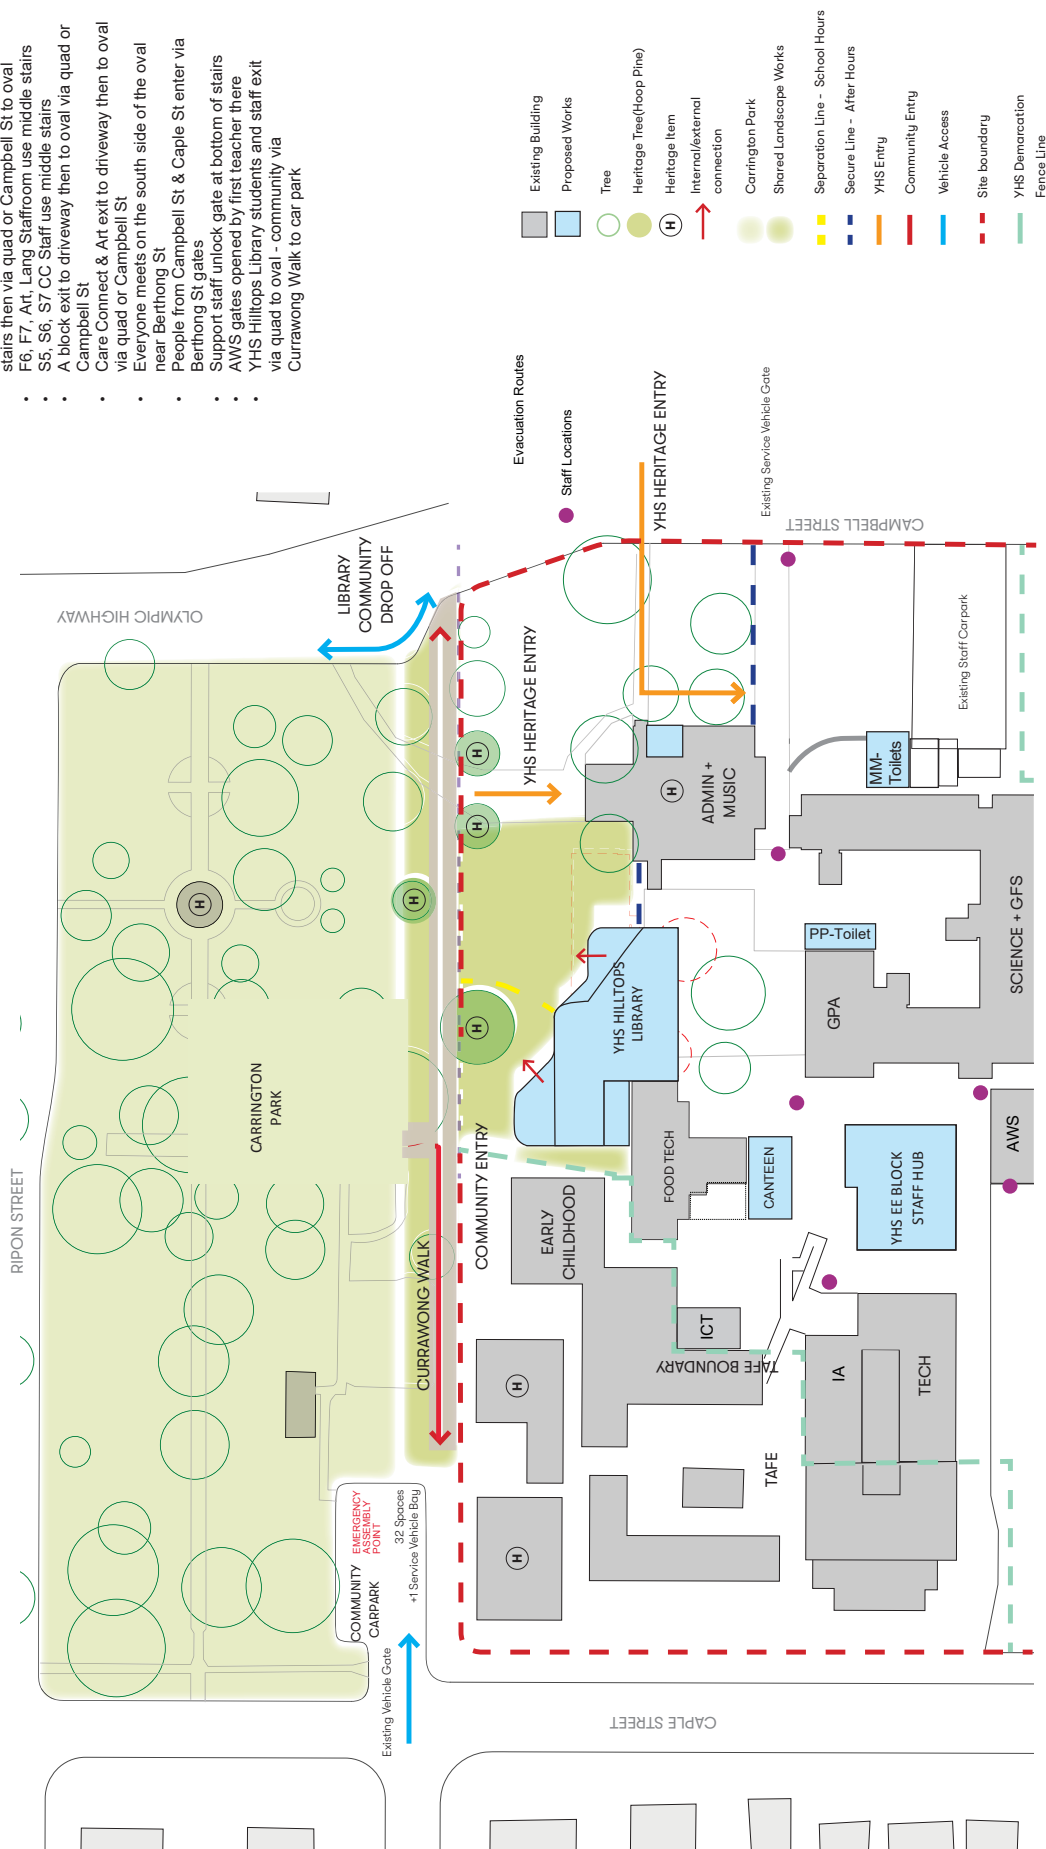 stairs then via quad or Campbell St to oval
• F6, F7, Art, Lang Staffroom use middle stairs
• S5, S6, S7 CC Staff use middle stairs
• A block exit to driveway then to oval via quad or
Campbell St
• Care Connect & Art exit to driveway then to oval
via quad or Campbell St
• Everyone meets on the south side of the oval
near Berthong St
• People from Campbell St & Caple St enter via
Berthong St gates
• Support staff unlock gate at bottom of stairs
• AWS gates opened by first teacher there
• YHS Hilltops Library students and staff exit
via quad to oval - community via
Currawong Walk to car park
Existing Building
Proposed Works
Tree
Heritage Tree(Hoop Pine)
H
Heritage Item
Internal/external
connection
Carrington Park
Shared Landscape Works
Separation Line - School Hours
Secure Line - After Hours
YHS Entry
Community Entry
Vehicle Access
Site boundary
YHS Demarcation
Fence Line
Evacuation Routes
Staff Locations
YHS HERITAGE ENTRY
Existing Service Vehicle Gate
CAMPBELL STREET
OLYMPIC HIGHWAY
LIBRARY
COMMUNITY
DROP OFF
YHS HERITAGE ENTRY
Existing Staff Carpark
MM-
Toilets
H
H
H
ADMIN +
MUSIC
H
H
PP-Toilet
SCIENCE + GFS
GPA
H
YHS HILLTOPS
LIBRARY
CARRINGTON
PARK
RIPON STREET
COMMUNITY ENTRY
FOOD TECH
CANTEEN
AWS
YHS EE BLOCK
STAFF HUB
EARLY
CHILDHOOD
CURRAWONG WALK
ICT
TAFE BOUNDARY
H
IA
TECH
TAFE
H
EMERGENCY
ASSEMBLY
POINT
32 Spaces
+1 Service Vehicle Bay
COMMUNITY
CARPARK
Existing Vehicle Gate
CAPLE STREET